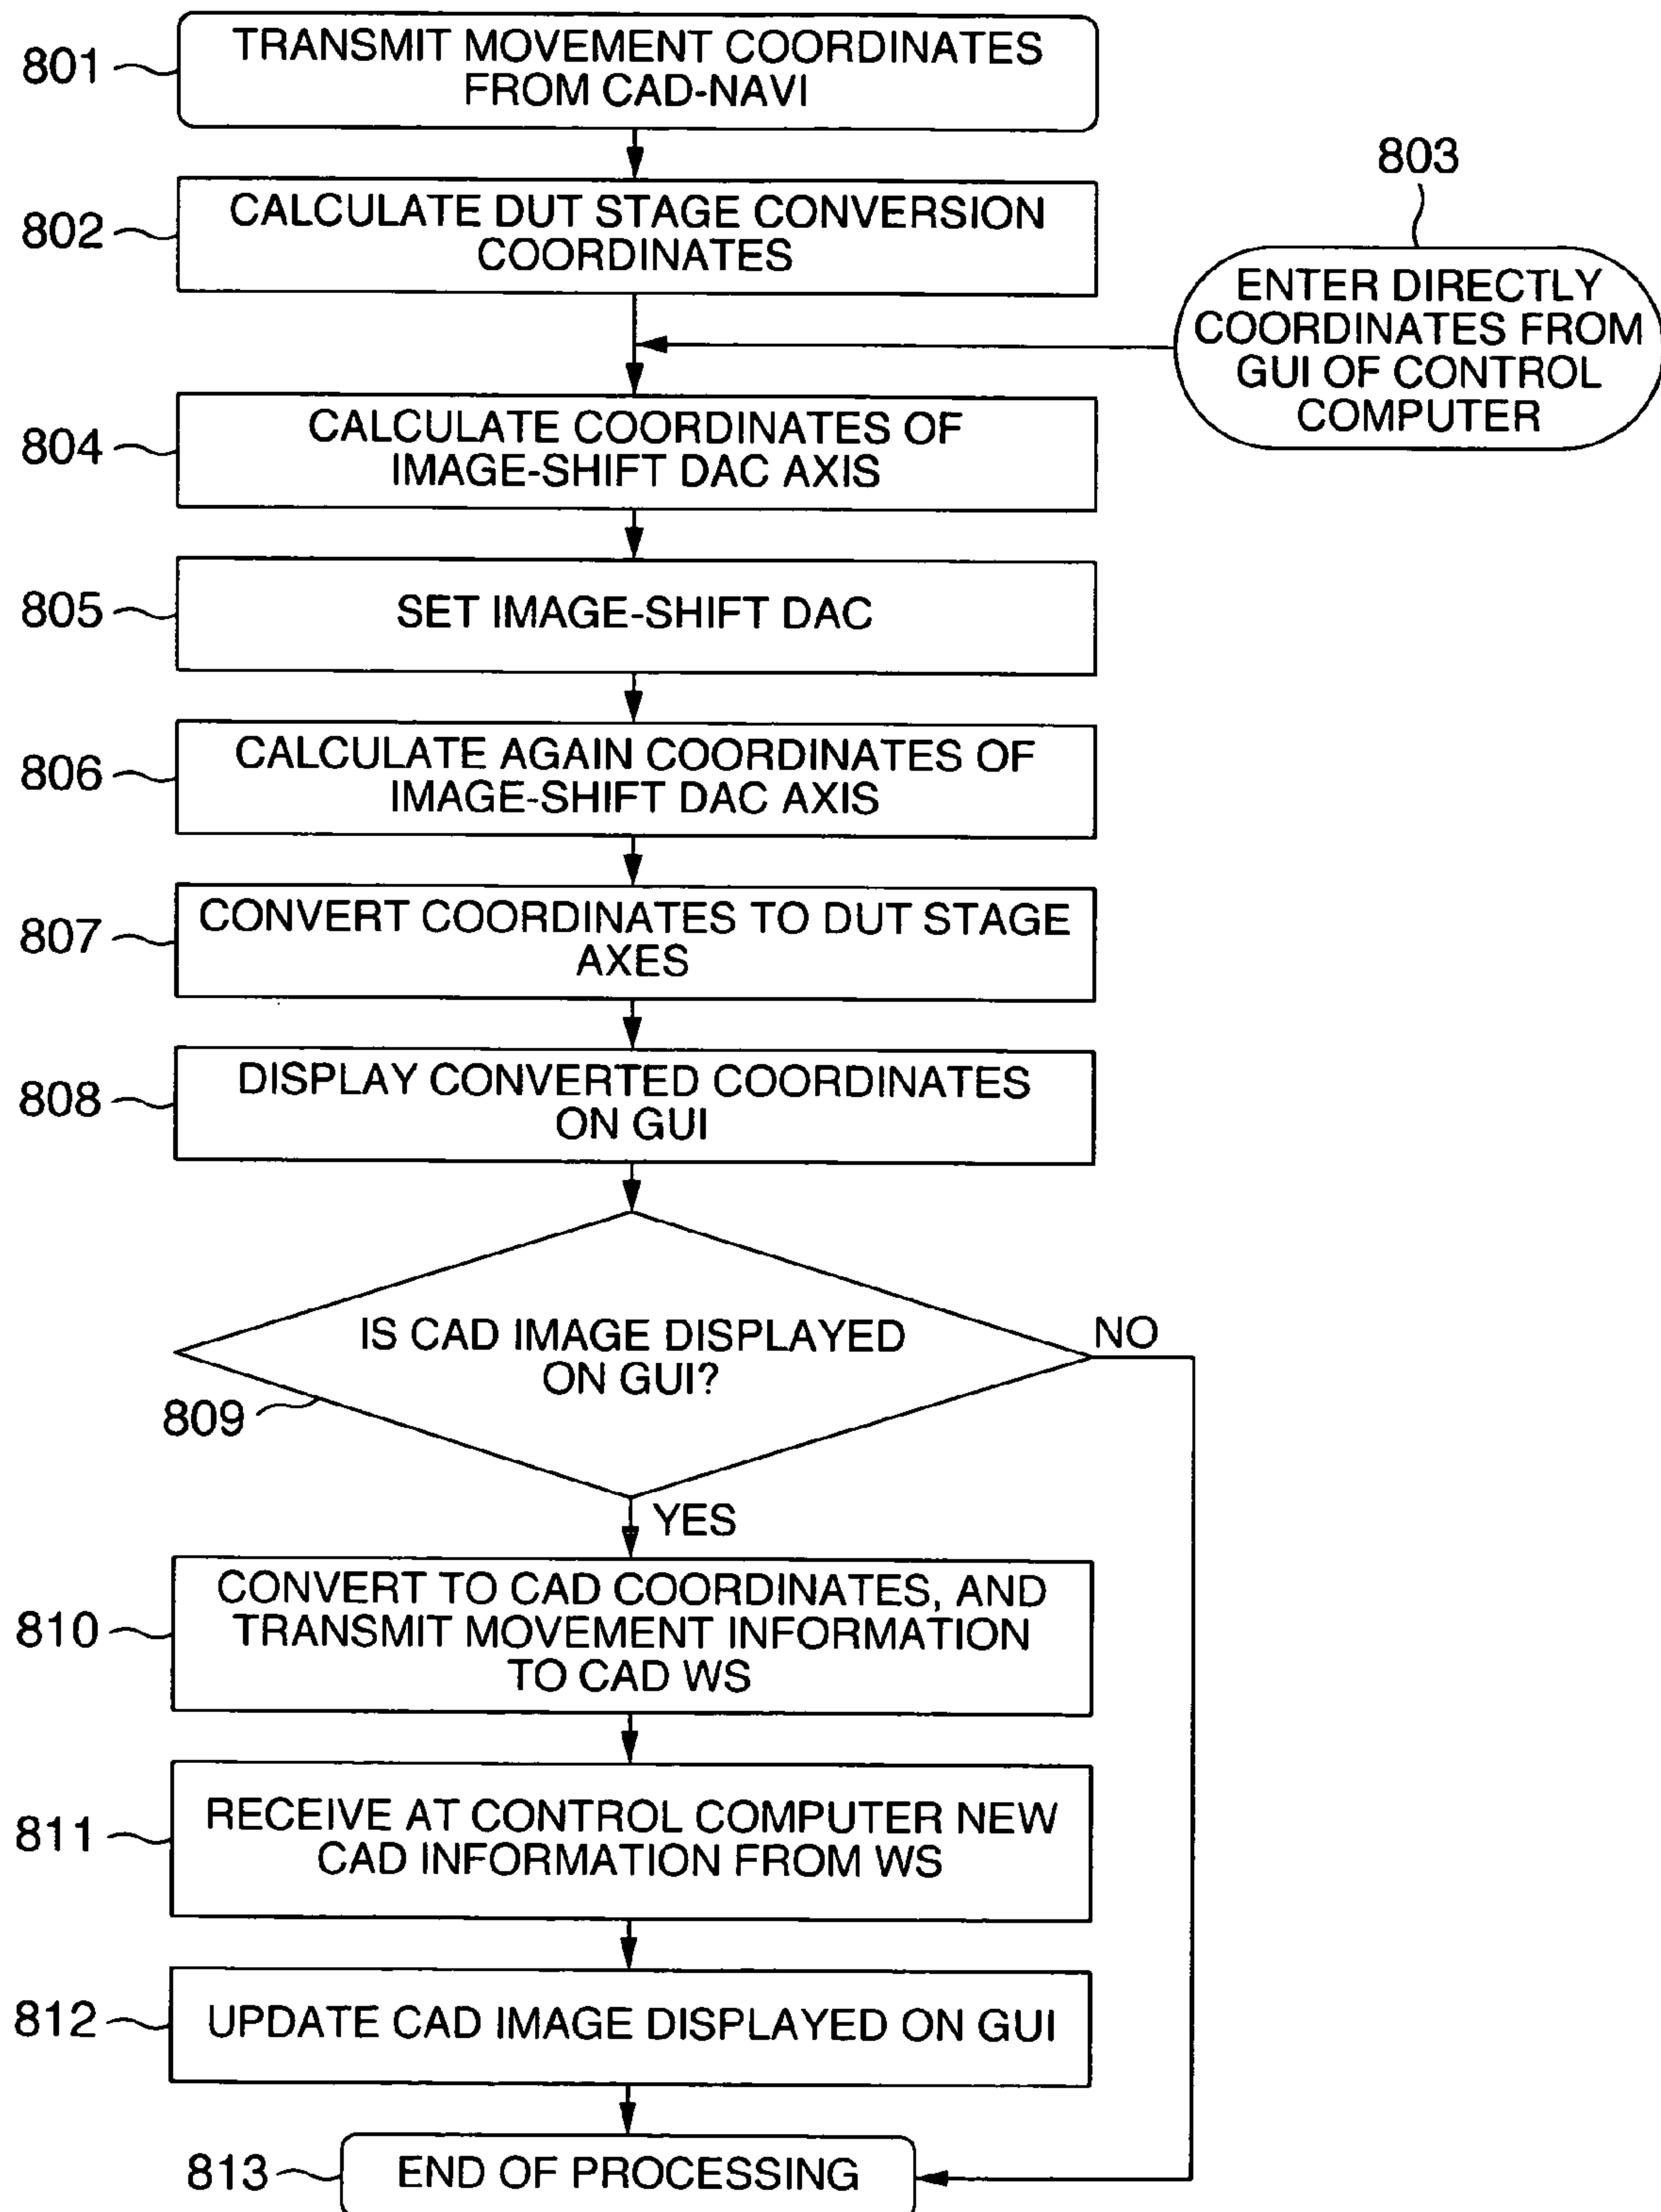 801
TRANSMIT MOVEMENT COORDINATES
FROM CAD-NAVI
802
CALCULATE DUT STAGE CONVERSION
COORDINATES
803
ENTER DIRECTLY
COORDINATES FROM
GUI OF CONTROL
COMPUTER
804
CALCULATE COORDINATES OF
IMAGE-SHIFT DAC AXIS
805
SET IMAGE-SHIFT DAC
806
CALCULATE AGAIN COORDINATES OF
IMAGE-SHIFT DAC AXIS
807
CONVERT COORDINATES TO DUT STAGE
AXES
808
DISPLAY CONVERTED COORDINATES
ON GUI
IS CAD IMAGE DISPLAYED
ON GUI?
NO
809
YES
810
CONVERT TO CAD COORDINATES, AND
TRANSMIT MOVEMENT INFORMATION
TO CAD WS
811
RECEIVE AT CONTROL COMPUTER NEW
CAD INFORMATION FROM WS
812
UPDATE CAD IMAGE DISPLAYED ON GUI
813
END OF PROCESSING